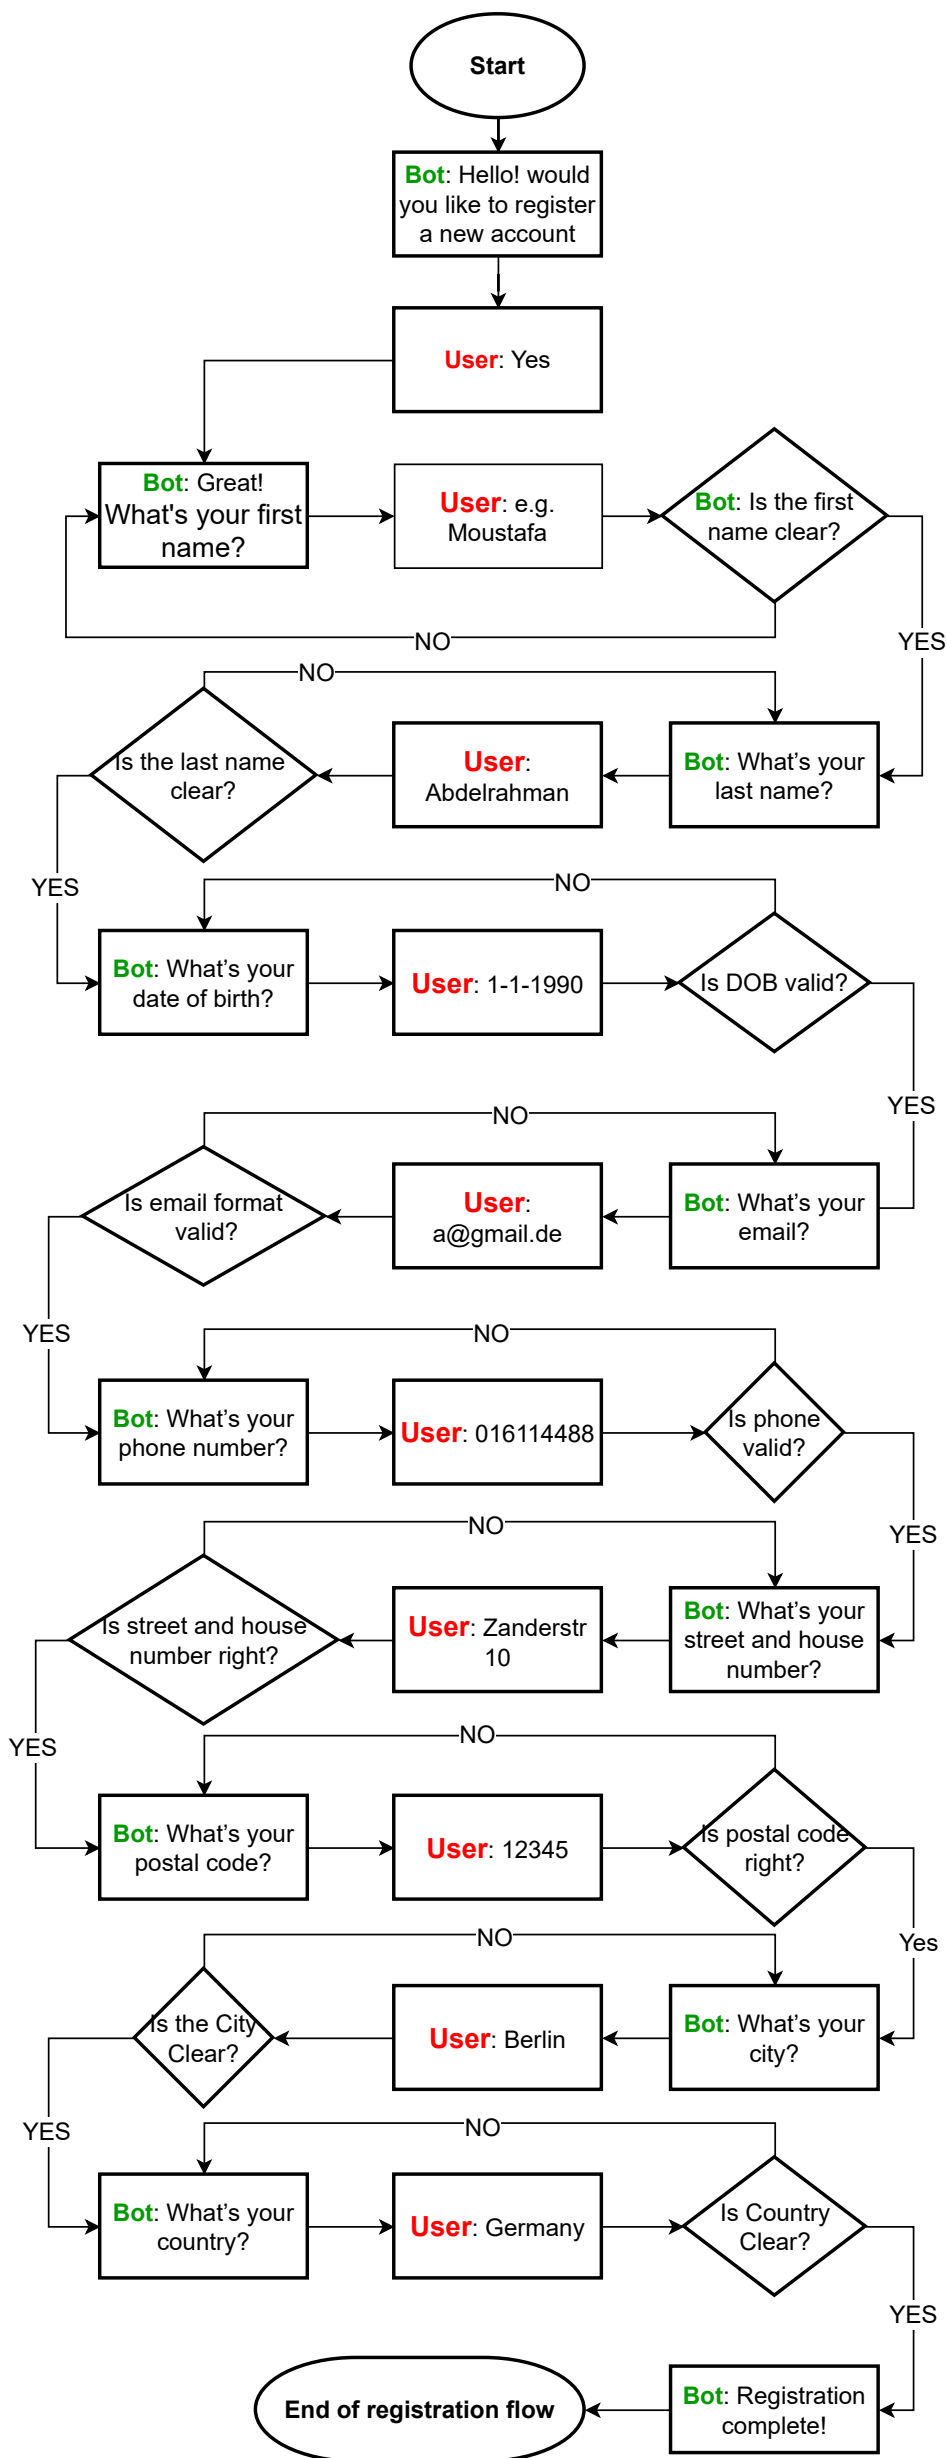 Start
Bot: Hello! would
you like to register
a new account
User: Yes
Bot: Great!
What's your first
name?
User: e.g.
Moustafa
Bot: Is the first
name clear?
NO
YES
NO
Is the last name
clear?
User:
Abdelrahman
Bot: What's your
last name?
YES
NO
Bot: What's your
date of birth?
User: 1-1-1990
Is DOB valid?
YES
NO
Is email format
valid?
User:
a@gmail.de
Bot: What's your
email?
YES
NO
Bot: What's your
phone number?
User: 016114488
Is phone
valid?
YES
NO
Is street and house
number right?
User: Zanderstr
10
Bot: What's your
street and house
number?
YES
NO
Bot: What's your
postal code?
User: 12345
Is postal code
right?
Yes
NO
Is the City
Clear?
User: Berlin
Bot: What's your
city?
YES
NO
Bot: What's your
country?
User: Germany
Is Country
Clear?
YES
End of registration flow
Bot: Registration
complete!